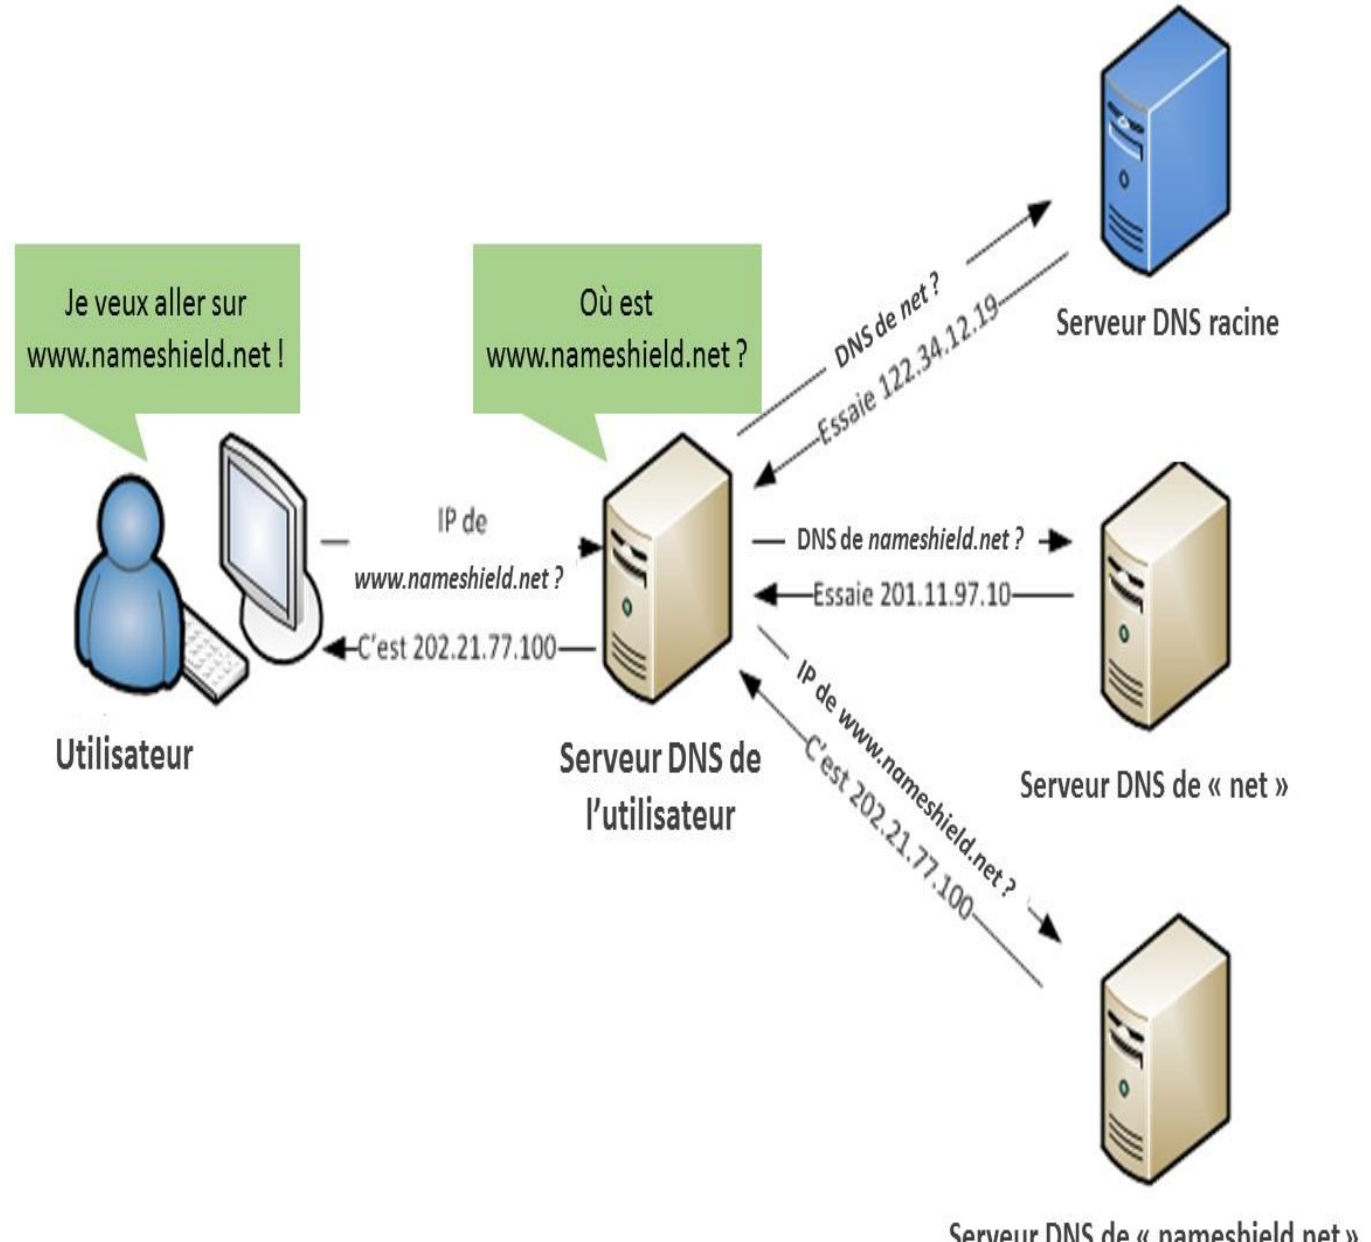 Je veux aller sur
www.nameshield.net !
Où est
www.nameshield.net ?
DNS de net ?
Essaie 122.34.12.19
Serveur DNS racine
IP de
www.nameshield.net ?
C'est 202.21.77.100
DNS de nameshield.net ?
Essaie 201.11.97.10
IP de www.nameshield.net ?
C'est 202.21.77.100
Utilisateur
Serveur DNS de
l'utilisateur
Serveur DNS de « net »
Serveur DNS de « nameshield.net »